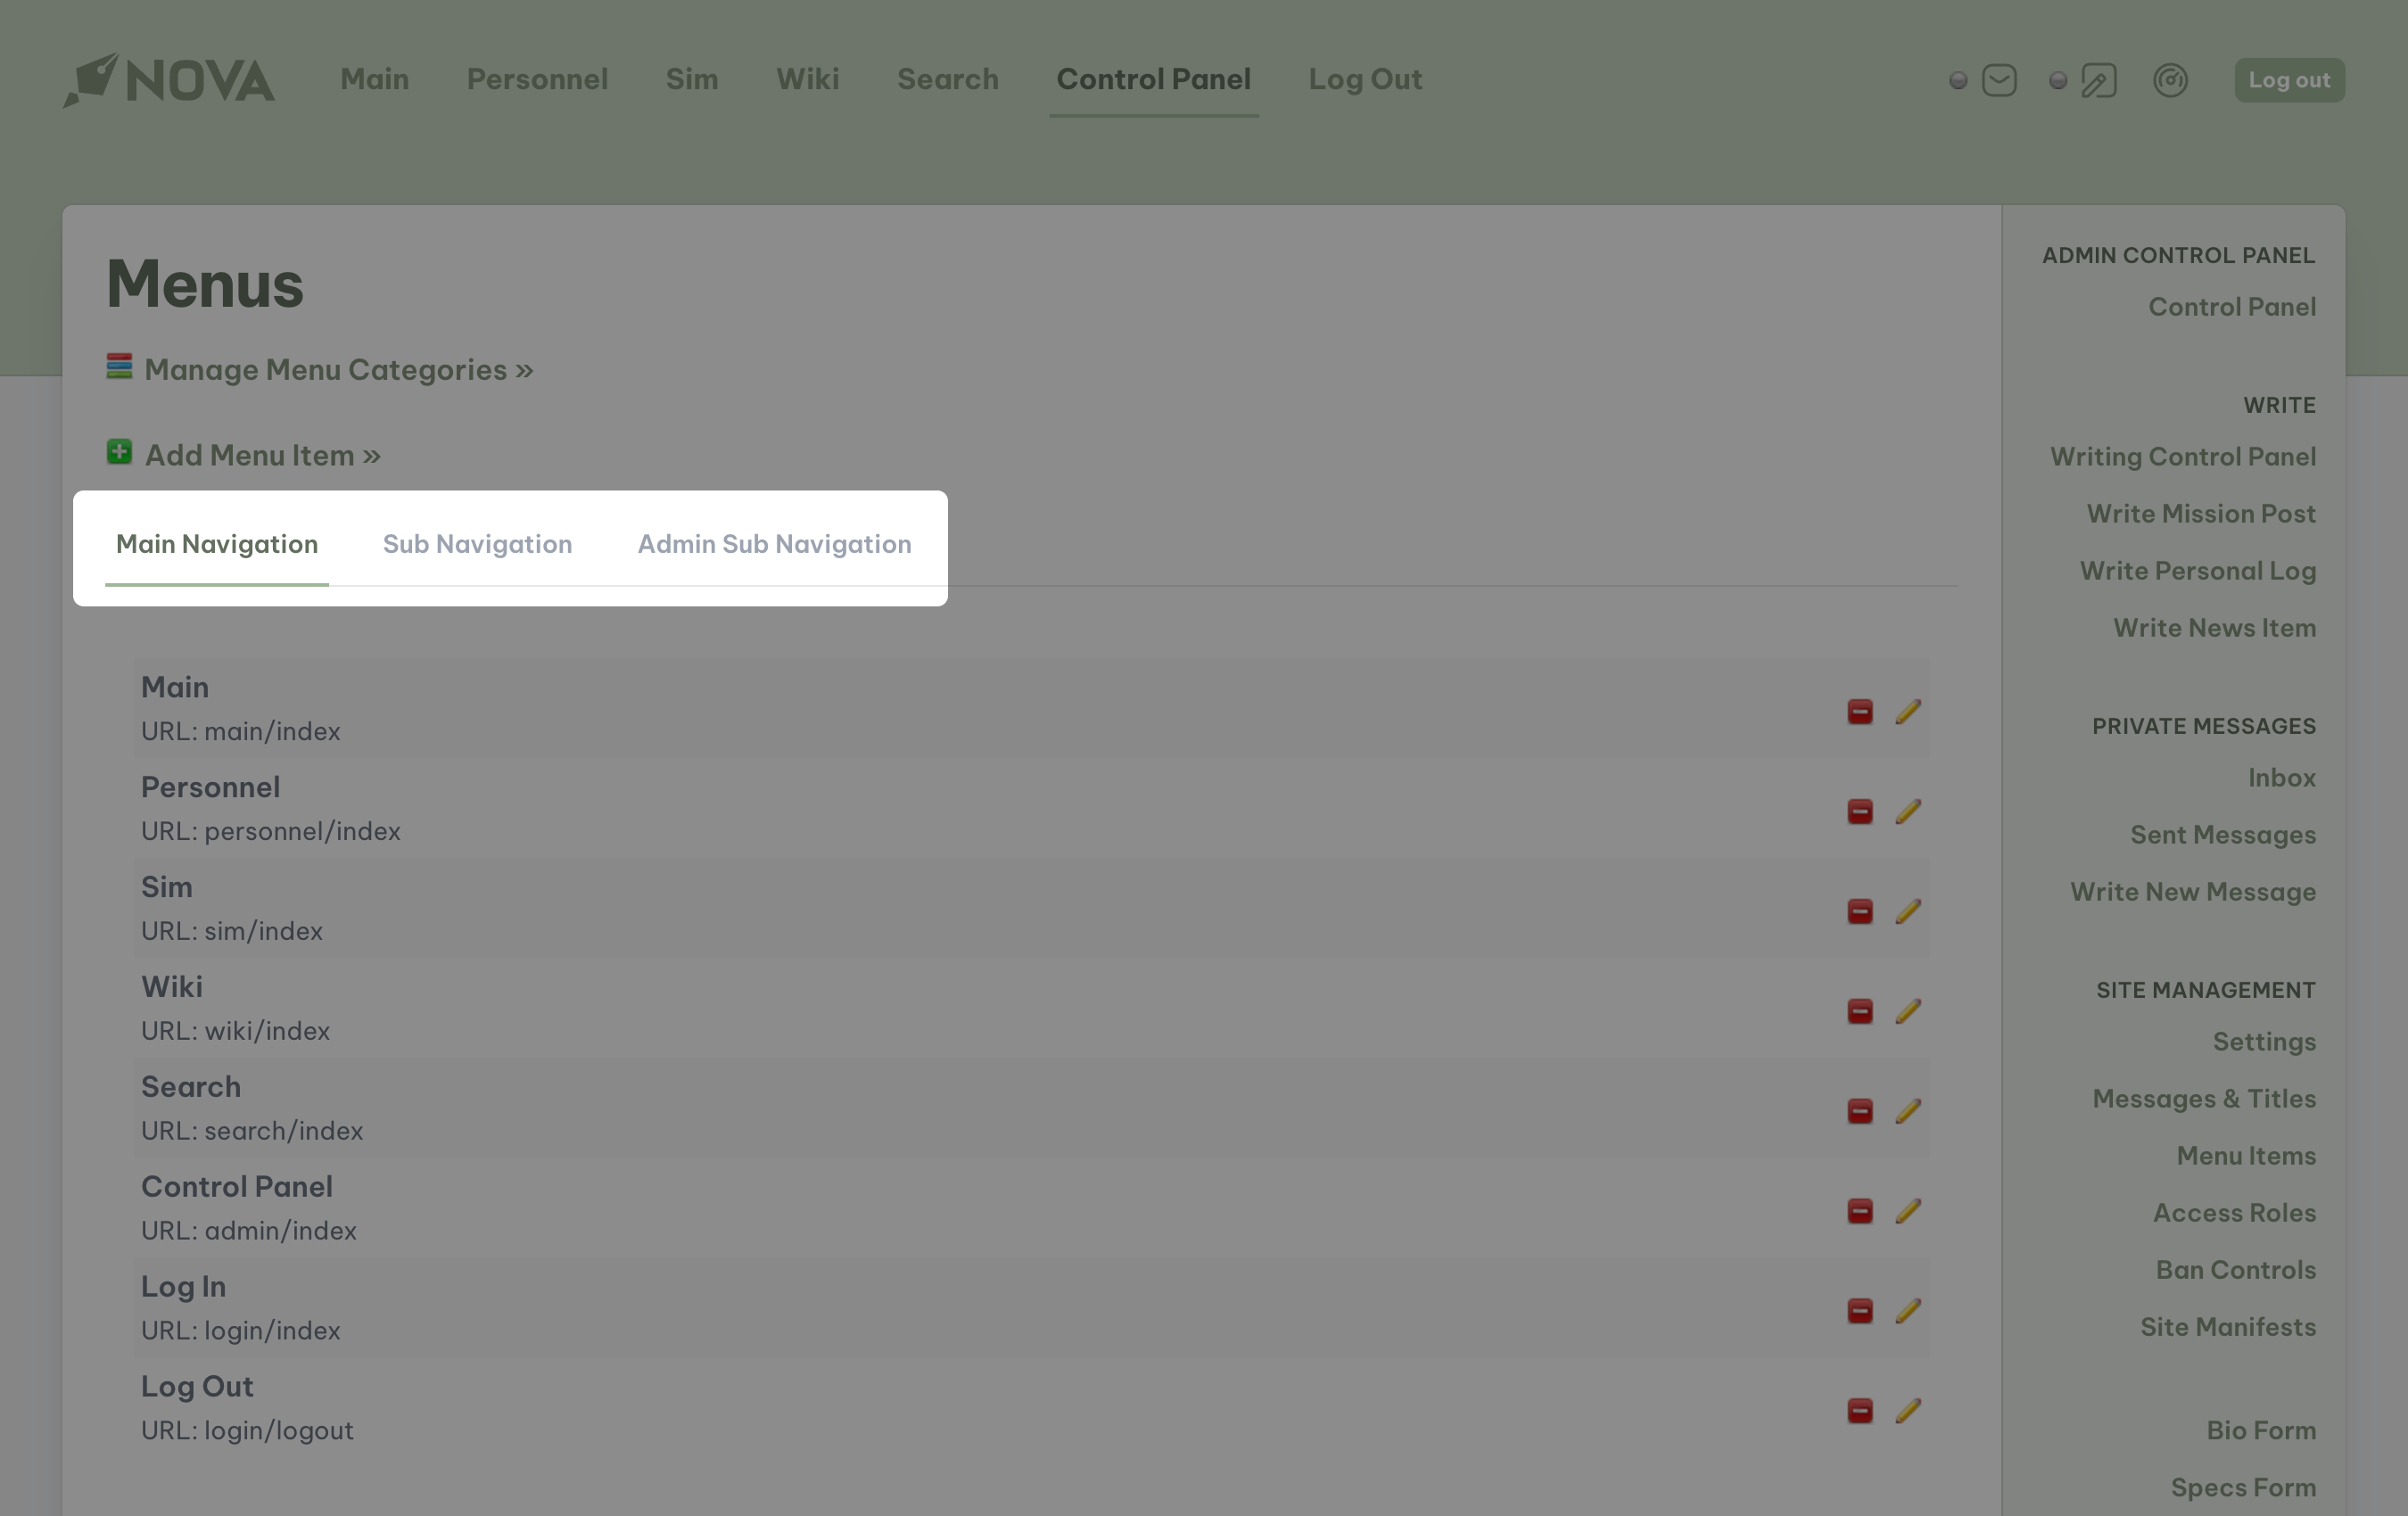 NOVA Main Personnel Sim Wiki Search Control Panel Log Out Log out
Menus
Manage Menu Categories »
Add Menu Item »
Main Navigation Sub Navigation Admin Sub Navigation
Main
URL: main/index
Personnel
URL: personnel/index
Sim
URL: sim/index
Wiki
URL: wiki/index
Search
URL: search/index
Control Panel
URL: admin/index
Log In
URL: login/index
Log Out
URL: login/logout
ADMIN CONTROL PANEL
Control Panel
WRITE
Writing Control Panel
Write Mission Post
Write Personal Log
Write News Item
PRIVATE MESSAGES
Inbox
Sent Messages
Write New Message
SITE MANAGEMENT
Settings
Messages & Titles
Menu Items
Access Roles
Ban Controls
Site Manifests
Bio Form
Specs Form